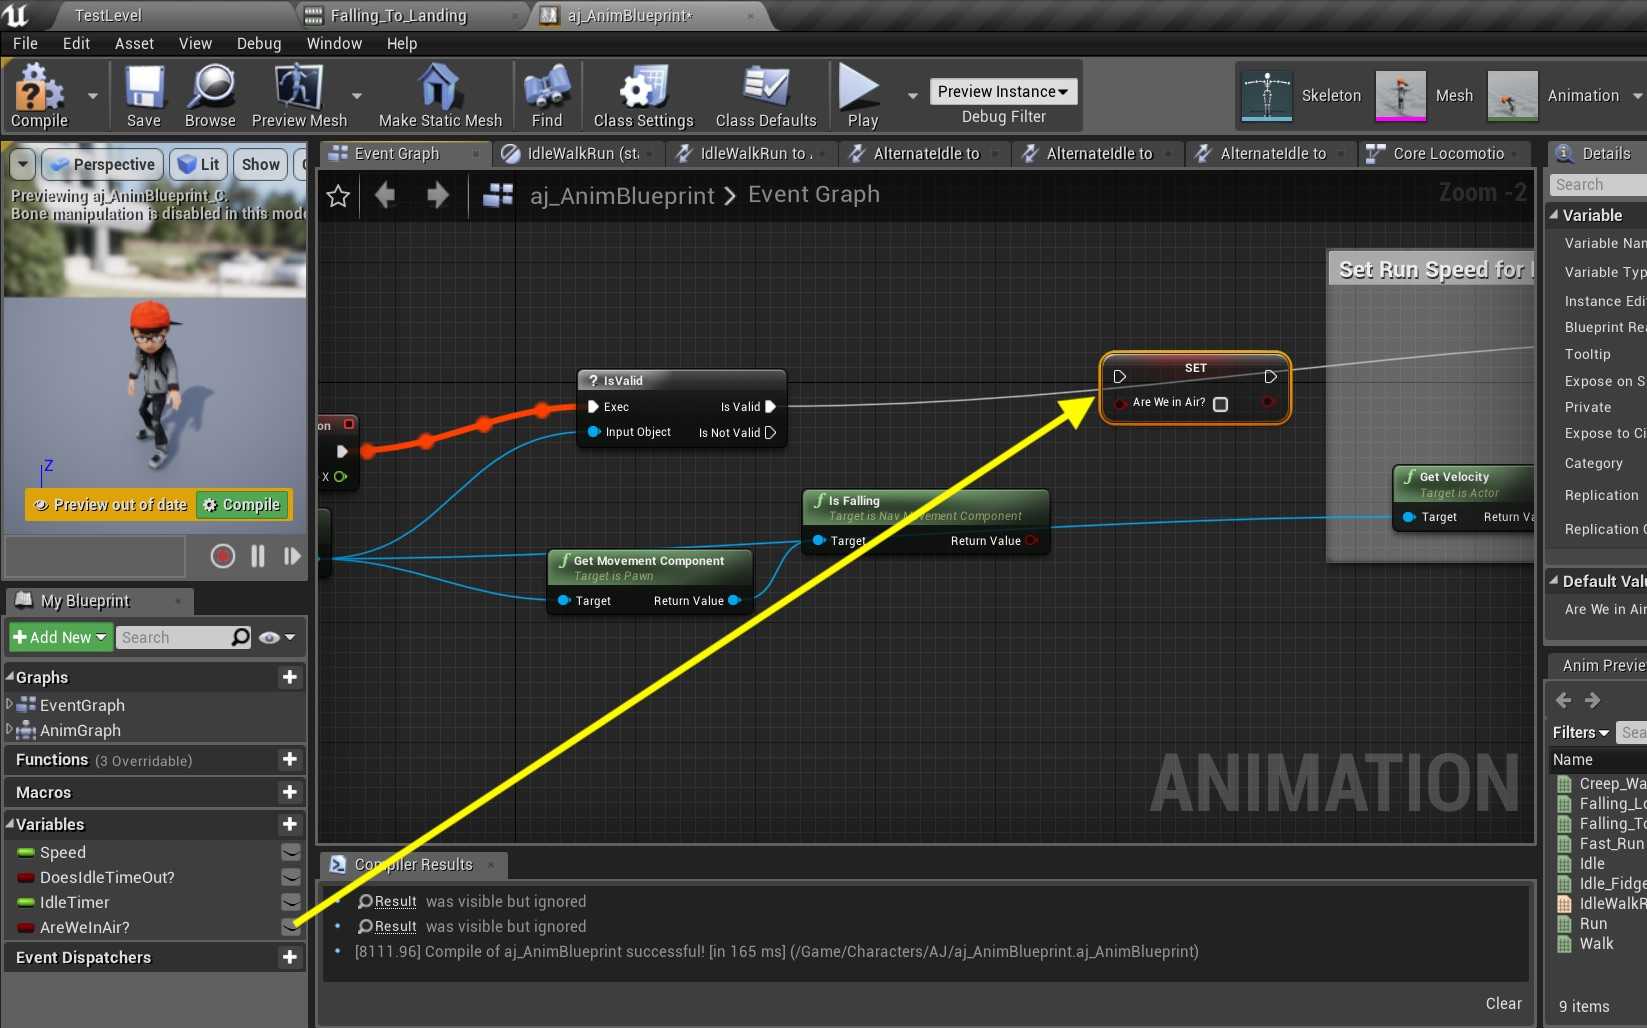 TestLevel
Falling_To_Landing
aj_AnimBlueprint*
File Edit Asset View Debug Window Help
Compile
Save
Browse
Preview Mesh
Make Static Mesh
Find
Class Settings
Class Defaults
Play
Preview Instance
Debug Filter
Skeleton
Mesh
Animation
Perspective
Lit
Show
Previewing aj_AnimBlueprint_C.
Bone manipulation is disabled in this mode
Z
Preview out of date
Compile
Event Graph
IdleWalkRun (st
IdleWalkRun to
AlternateIdle to
AlternateIdle to
AlternateIdle to
Core Locomotio
aj_AnimBlueprint > Event Graph
Zoom -2
Set Run Speed for
on
X
? IsValid
Exec
Is Valid
Input Object
Is Not Valid
SET
Are We in Air?
f Is Falling
Target is Nav Movement Component
Target
Return Value
f Get Movement Component
Target is Pawn
Target
Return Value
f Get Velocity
Target is Actor
Target
Return Va
ANIMATION
My Blueprint
+ Add New
Search
Graphs
EventGraph
AnimGraph
Functions (3 Overridable)
Macros
Variables
Speed
DoesIdleTimeOut?
IdleTimer
AreWeInAir?
Event Dispatchers
Compiler Results
Result was visible but ignored
Result was visible but ignored
[8111.96] Compile of aj_AnimBlueprint successful! [in 165 ms] (/Game/Characters/AJ/aj_AnimBlueprint.aj_AnimBlueprint)
Clear
Details
Search
Variable
Variable Nam
Variable Typ
Instance Edi
Blueprint Rea
Tooltip
Expose on S
Private
Expose to Ci
Category
Replication
Replication C
Default Valu
Are We in Air
Anim Previe
Filters
Sea
Name
Creep_Wa
Falling_Lo
Falling_To
Fast_Run
Idle
Idle_Fidge
IdleWalkR
Run
Walk
9 items